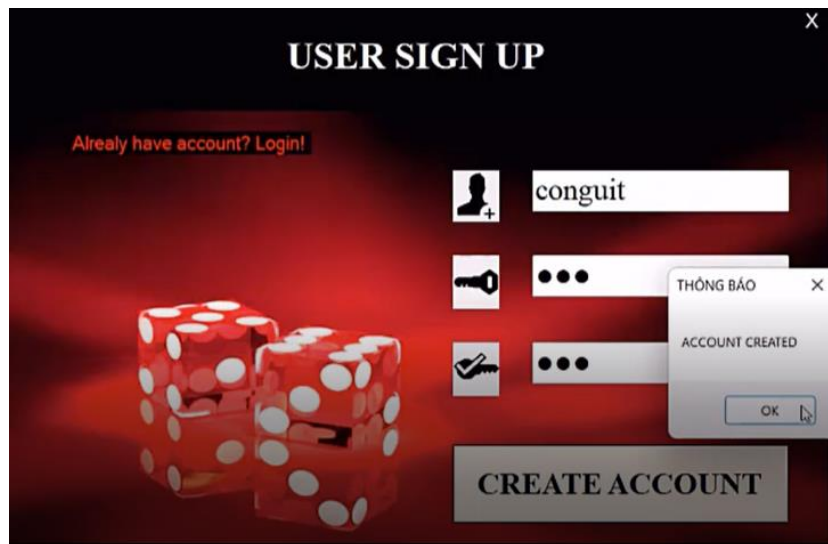 X
USER SIGN UP
Alrealy have account? Login!
conguit
●●●
THÔNG BÁO
ACCOUNT CREATED
●●●
OK
CREATE ACCOUNT